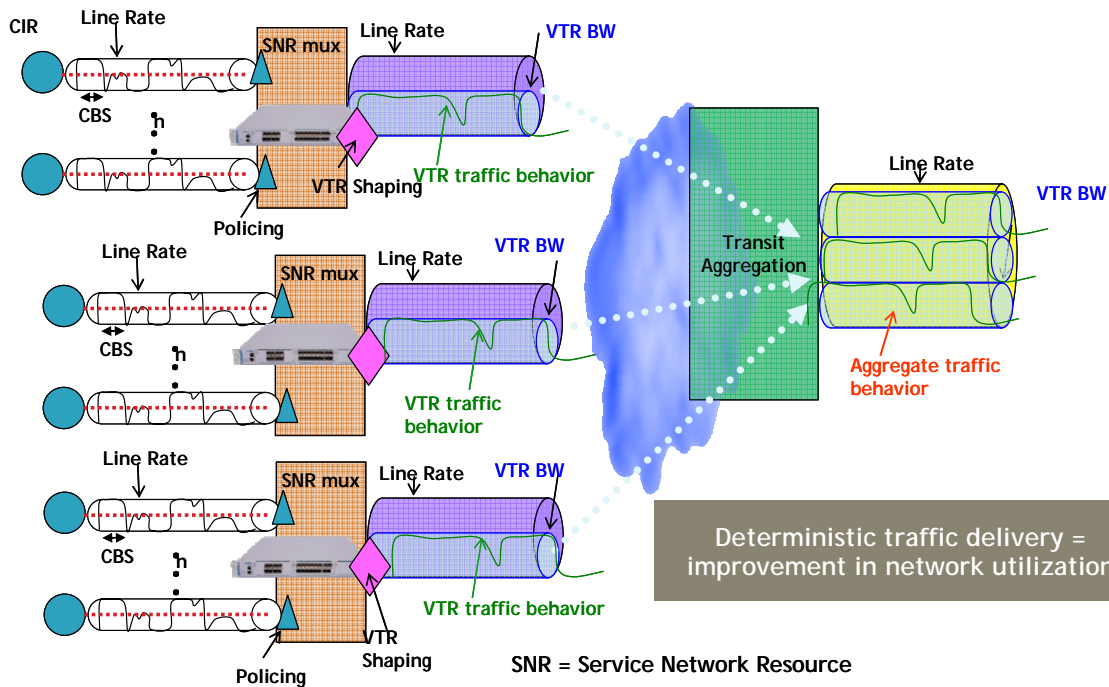 CIR
Line Rate
SNR mux
Line Rate
VTR BW
CBS
n
VTR Shaping
VTR traffic behavior
Policing
Line Rate
SNR mux
Line Rate
VTR BW
CBS
n
VTR traffic
behavior
Line Rate
SNR mux
Line Rate
VTR BW
CBS
n
VTR traffic behavior
VTR
Shaping
Policing
Transit
Aggregation
Line Rate
VTR BW
Aggregate traffic
behavior
Deterministic traffic delivery =
improvement in network utilization
SNR = Service Network Resource